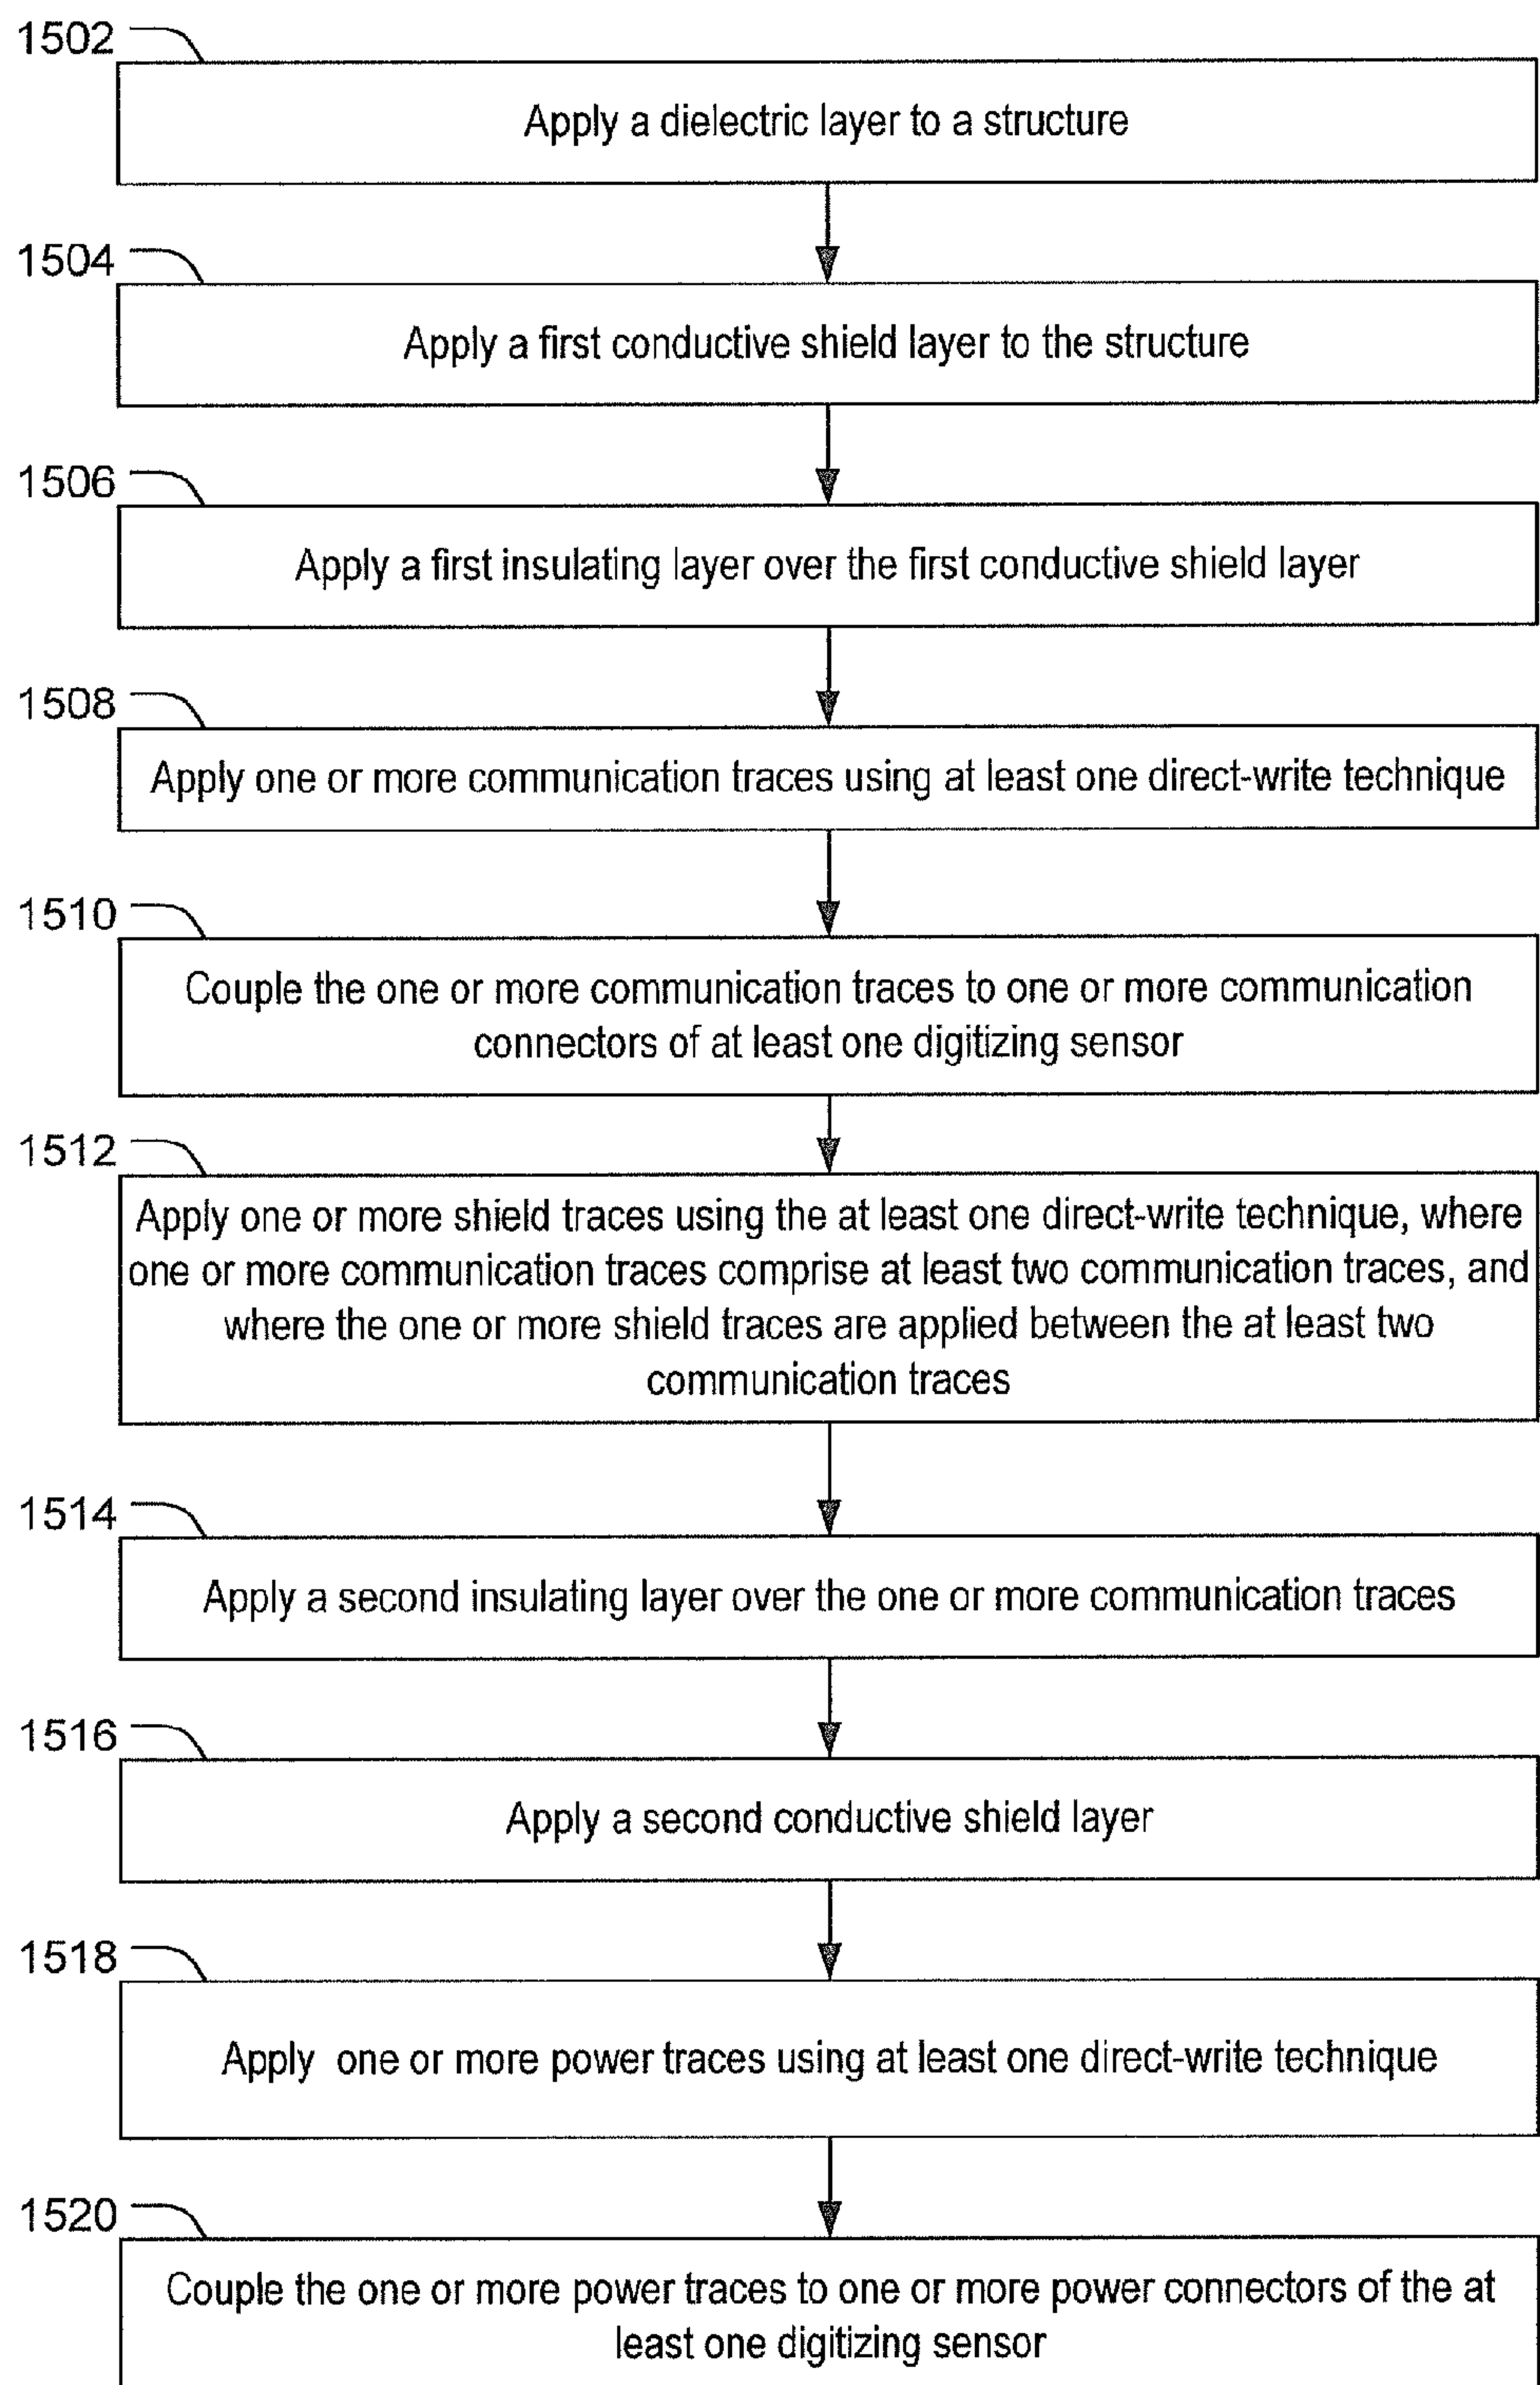 1502
Apply a dielectric layer to a structure
1504
Apply a first conductive shield layer to the structure
1506
Apply a first insulating layer over the first conductive shield layer
1508
Apply one or more communication traces using at least one direct-write technique
1510
Couple the one or more communication traces to one or more communication
connectors of at least one digitizing sensor
1512
Apply one or more shield traces using the at least one direct-write technique, where
one or more communication traces comprise at least two communication traces, and
where the one or more shield traces are applied between the at least two
communication traces
1514
Apply a second insulating layer over the one or more communication traces
1516
Apply a second conductive shield layer
1518
Apply one or more power traces using at least one direct-write technique
1520
Couple the one or more power traces to one or more power connectors of the at
least one digitizing sensor